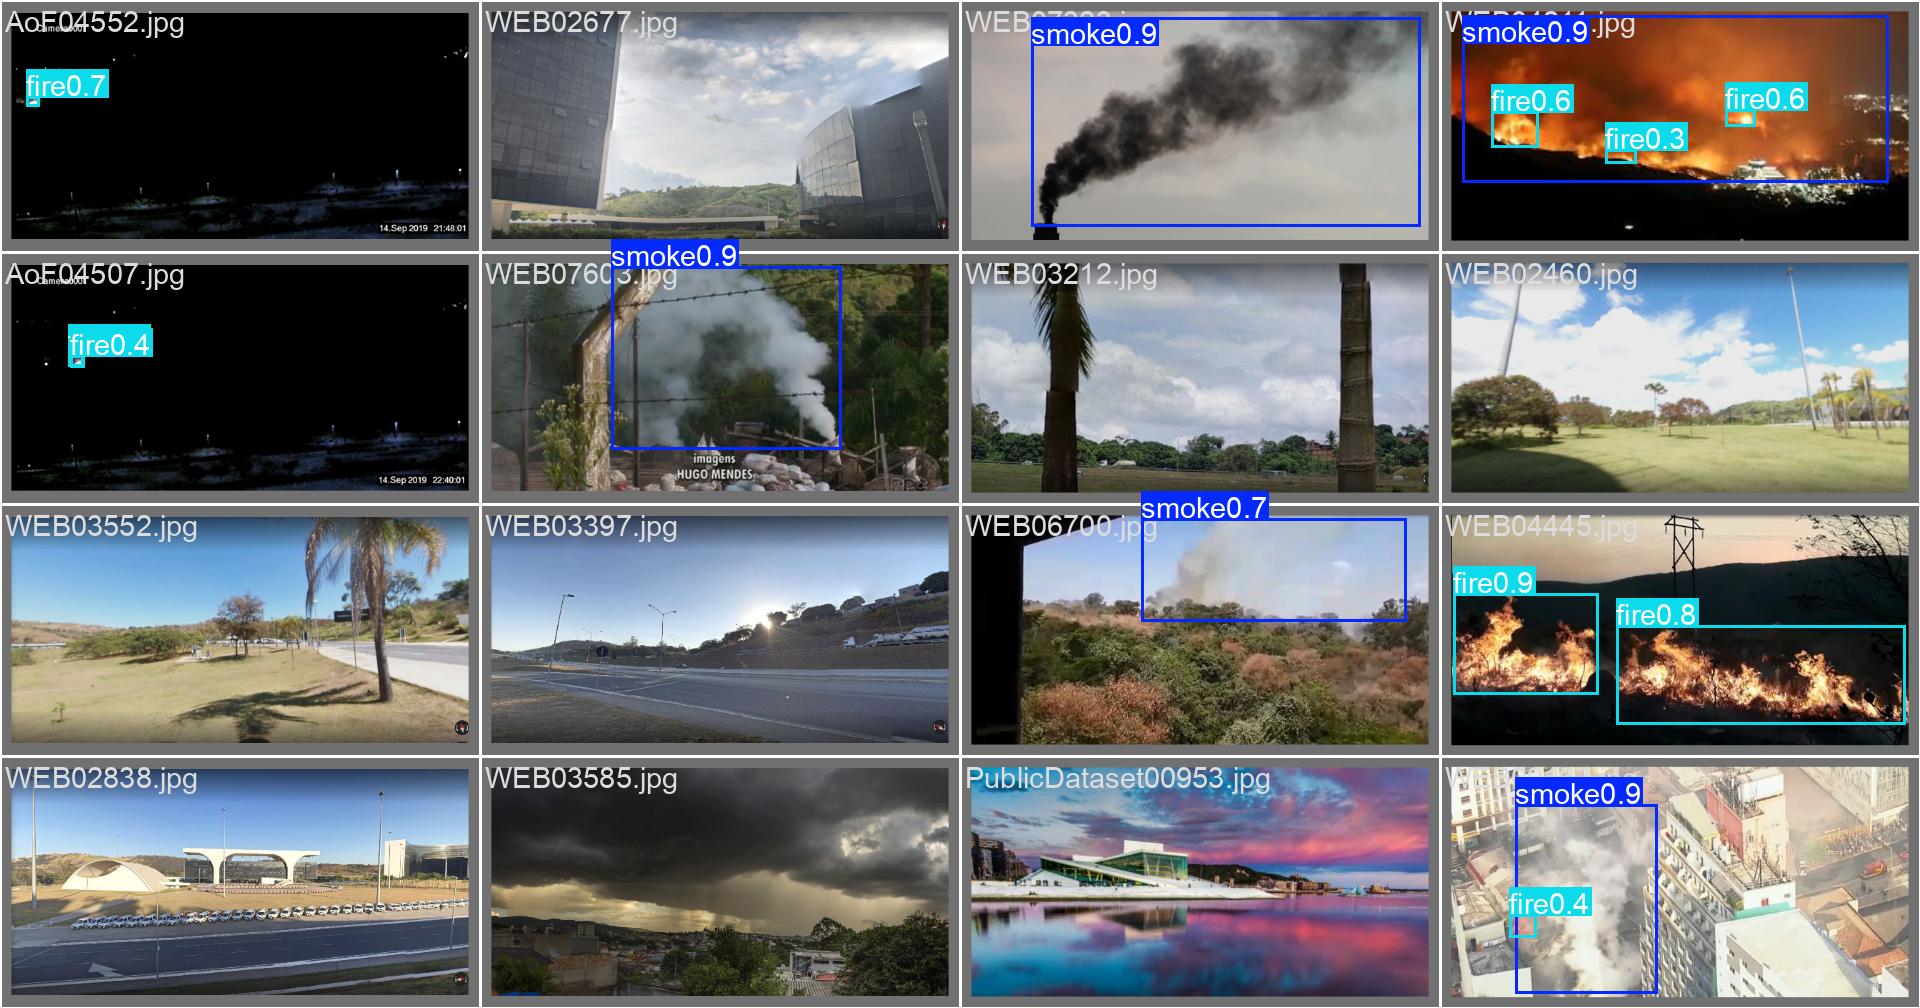 AoF04552.jpg
Camera001
fire0.7
14.Sep 2019 21:48:01
WEB02677.jpg
smoke0.9
smoke0.9
.jpg
fire0.6
fire0.3
fire0.6
AoF04507.jpg
Camera001
fire0.4
14.Sep 2019 22:40:01
smoke0.9
WEB07603.jpg
imagens
HUGO MENDES
WEB03212.jpg
WEB02460.jpg
WEB03552.jpg
WEB03397.jpg
smoke0.7
WEB06700.jpg
WEB04445.jpg
fire0.9
fire0.8
WEB02838.jpg
WEB03585.jpg
PublicDataset00953.jpg
smoke0.9
fire0.4